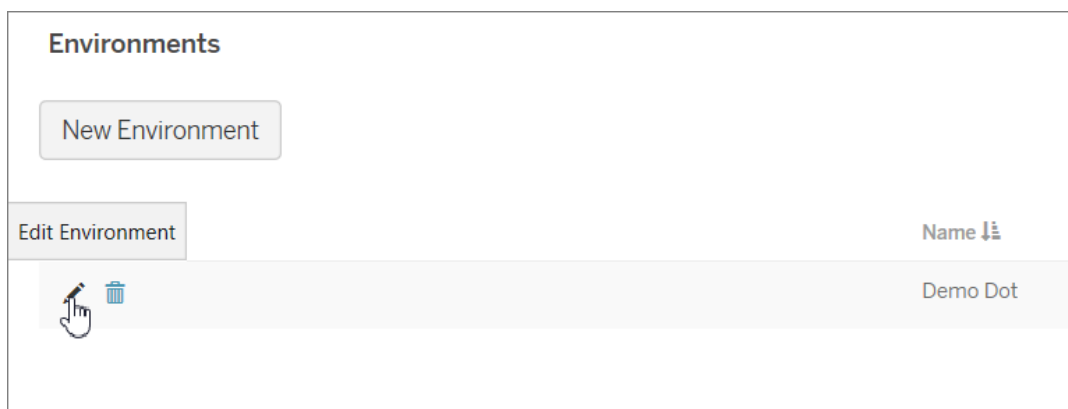 Environments
New Environment
Edit Environment
Name
Demo Dot